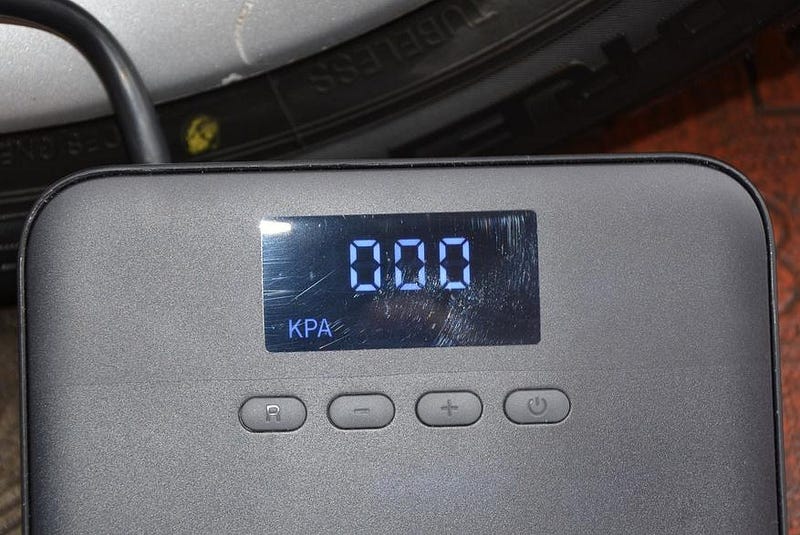 TUBELESS
000
KPA
R - +